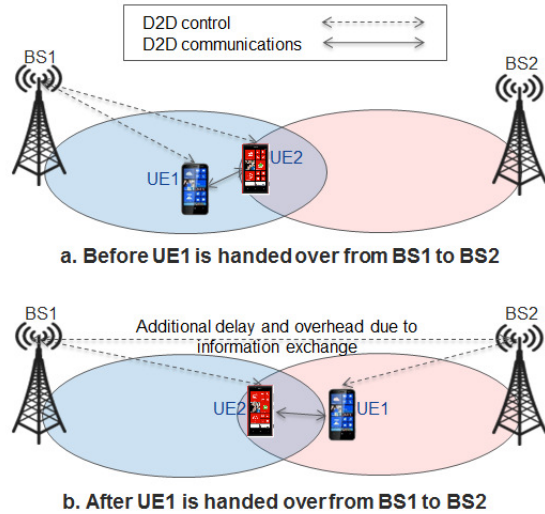 D2D control
D2D communications
BS1
BS2
UE1
UE2
a. Before UE1 is handed over from BS1 to BS2
BS1
BS2
Additional delay and overhead due to
information exchange
UE2
UE1
b. After UE1 is handed over from BS1 to BS2